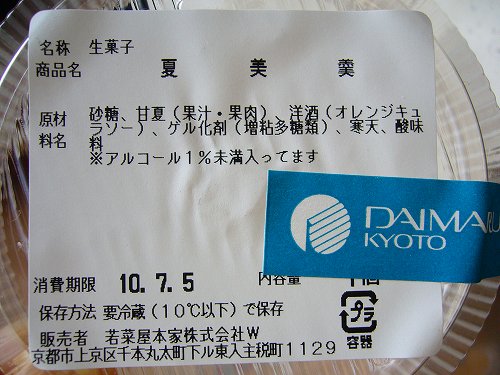 名称 生菓子
商品名 夏 美 羹
原材料名 砂糖、甘夏(果汁・果肉)、洋酒(オレンジキュ
ラソー)、ゲル化剤(増粘多糖類)、寒天、酸味
料
※アルコール1%未満入ってます
DAIMARU
KYOTO
消費期限 10.7.5 内容量
保存方法 要冷蔵(10℃以下)で保存
プラ
容器
販売者 若菜屋本家株式会社W
京都市上京区千本丸太町下ル東入主税町1129